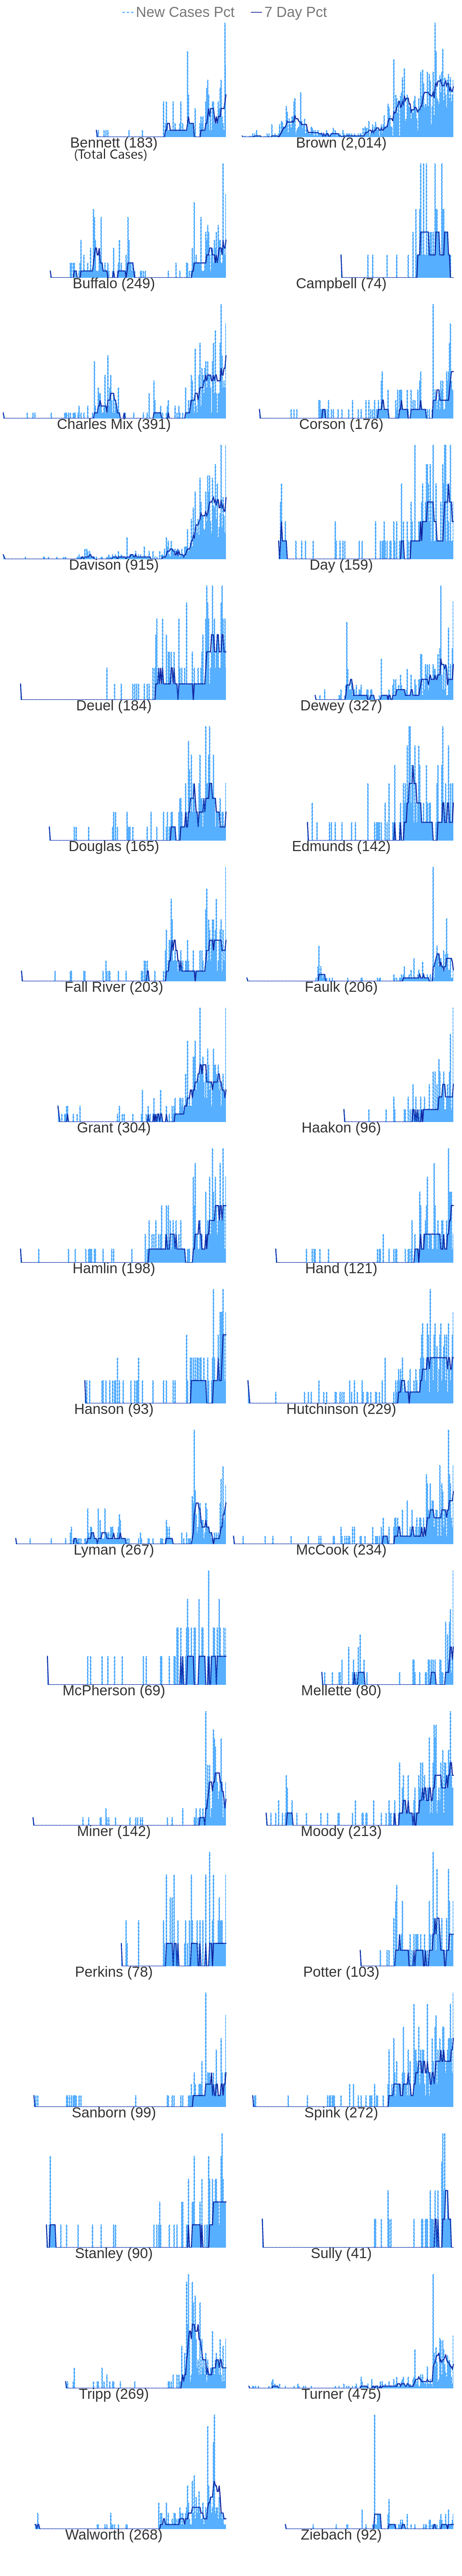 New Cases Pct 7 Day Pct
Bennett (183) Brown (2,014)
(Total Cases)
Buffalo (249) Campbell (74)
Charles Mix (391) Corson (176)
Davison (915) Day (159)
Deuel (184) Dewey (327)
Douglas (165) Edmunds (142)
Fall River (203) Faulk (206)
Grant (304) Haakon (96)
Hamlin (198) Hand (121)
Hanson (93) Hutchinson (229)
Lyman (267) McCook (234)
McPherson (69) Mellette (80)
Miner (142) Moody (213)
Perkins (78) Potter (103)
Sanborn (99) Spink (272)
Stanley (90) Sully (41)
Tripp (269) Turner (475)
Walworth (268) Ziebach (92)